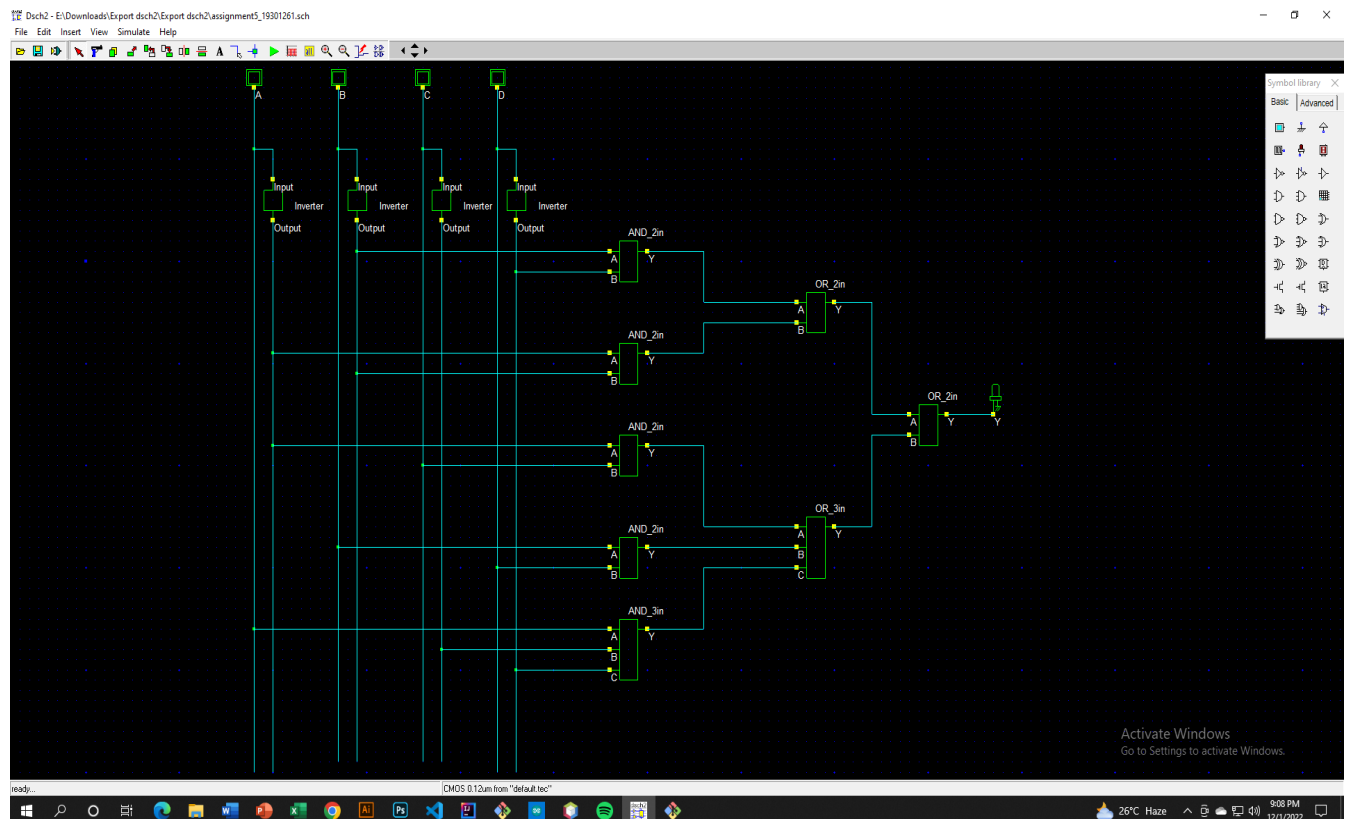 Dsch2 - E:\Downloads\Export dsch2\Export dsch2\assignment5_19301261.sch
File Edit Insert View Simulate Help
A
Symbol library
Basic Advanced
A B C D
Input Input Input Input
Inverter Inverter Inverter Inverter
Output Output Output Output
AND_2in
A Y
B
OR_2in
A Y
B
AND_2in
A Y
B
OR_2in
A Y Y
B
AND_2in
A Y
B
OR_3in
A Y
B
C
AND_2in
A Y
B
AND_3in
A Y
B
C
Activate Windows
Go to Settings to activate Windows.
ready...
CMOS 0.12um from "default.tec"
26°C Haze
9:08 PM
12/1/2022